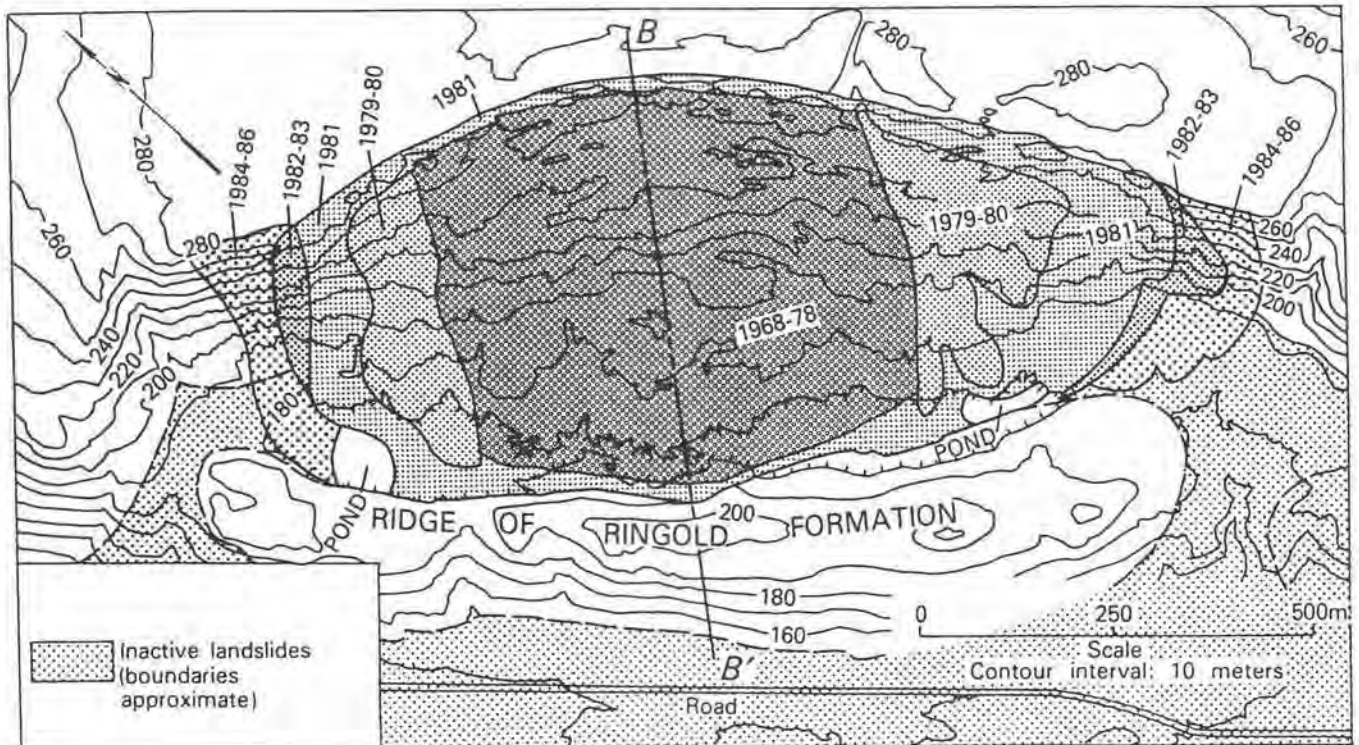 B
280
260
280
1981
1979-80
1981
1982-83
1984-86
280
260
280
240
220
200
180
1982-83
1984-86
1979-80
1981
260
240
220
200
1968-78
POND
POND
RIDGE OF RINGOLD FORMATION
200
180
160
B'
0 250 500m
Scale
Contour interval: 10 meters
Inactive landslides
(boundaries
approximate)
Road